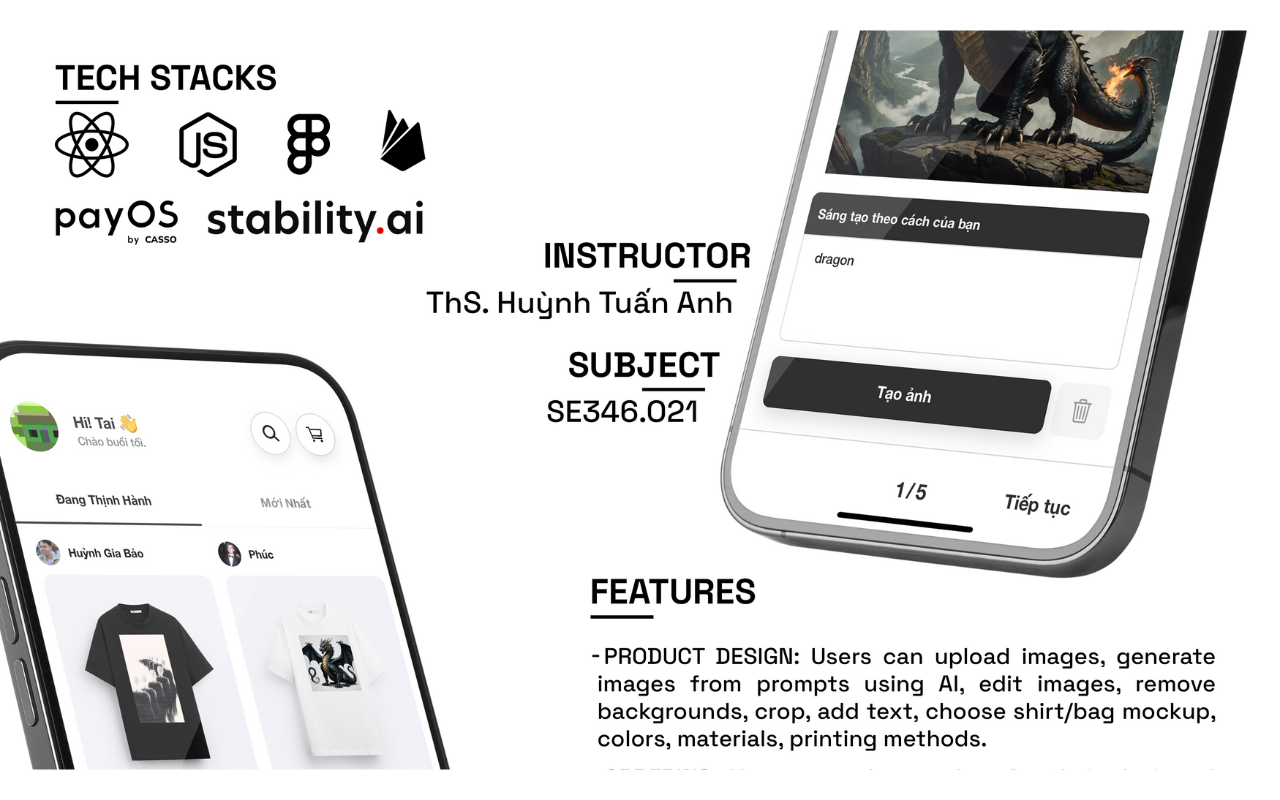 TECH STACKS
JS
payOS
by CASSO
stability.ai
INSTRUCTOR
ThS. Huỳnh Tuấn Anh
SUBJECT
SE346.O21
Sáng tạo theo cách của bạn
dragon
Tạo ảnh
1/5
Tiếp tục
Hi! Tai 👋
Chào buổi tối.
Đang Thịnh Hành
Mới Nhất
Huỳnh Gia Bảo
Phúc
FEATURES
-PRODUCT DESIGN: Users can upload images, generate
images from prompts using AI, edit images, remove
backgrounds, crop, add text, choose shirt/bag mockup,
colors, materials, printing methods.